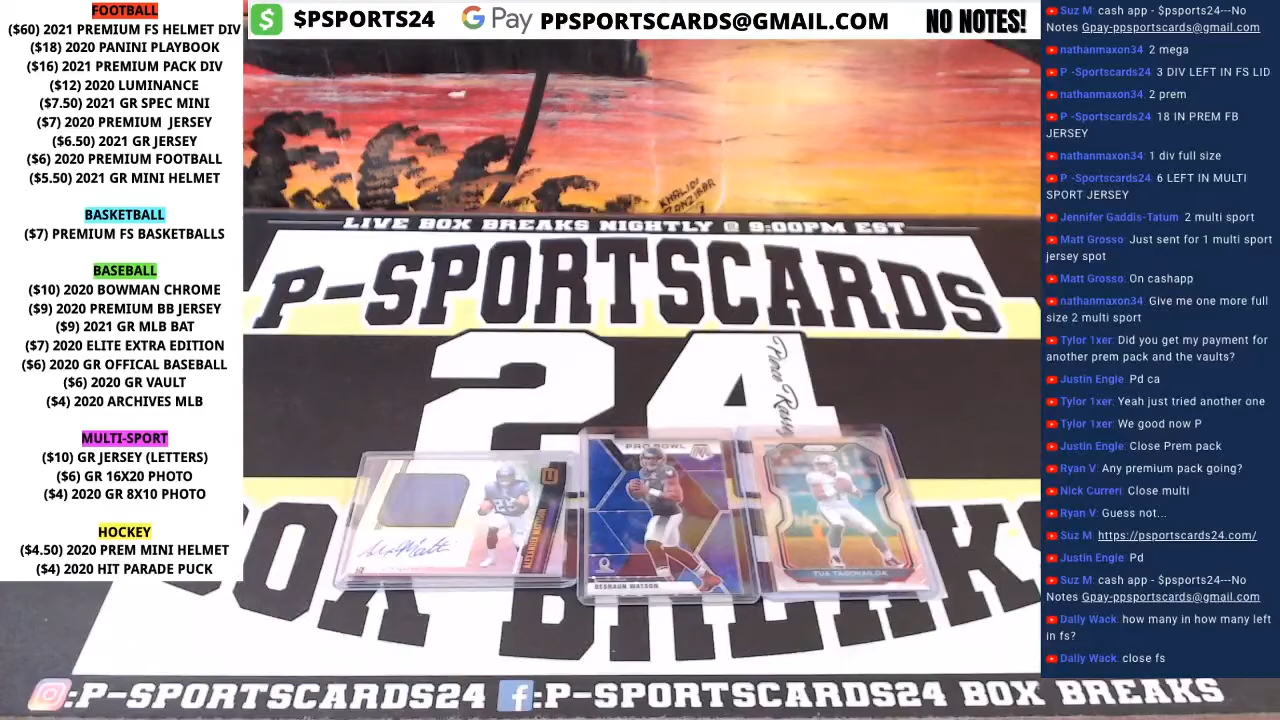 FOOTBALL
($60) 2021 PREMIUM FS HELMET DIV
($18) 2020 PANINI PLAYBOOK
($16) 2021 PREMIUM PACK DIV
($12) 2020 LUMINANCE
($7.50) 2021 GR SPEC MINI
($7) 2020 PREMIUM JERSEY
($6.50) 2021 GR JERSEY
($6) 2020 PREMIUM FOOTBALL
($5.50) 2021 GR MINI HELMET
BASKETBALL
($7) PREMIUM FS BASKETBALLS
BASEBALL
($10) 2020 BOWMAN CHROME
($9) 2020 PREMIUM BB JERSEY
($9) 2021 GR MLB BAT
($7) 2020 ELITE EXTRA EDITION
($6) 2020 GR OFFICAL BASEBALL
($6) 2020 GR VAULT
($4) 2020 ARCHIVES MLB
MULTI-SPORT
($10) GR JERSEY (LETTERS)
($6) GR 16X20 PHOTO
($4) 2020 GR 8X10 PHOTO
HOCKEY
($4.50) 2020 PREM MINI HELMET
($4) 2020 HIT PARADE PUCK
$PSPORTS24
G Pay PPSPORTSCARDS@GMAIL.COM
NO NOTES!
KHALIDI
ZANZIBAR
LIVE BOX BREAKS NIGHTLY @ 9:00PM EST
P-SPORTSCARDS
24
PRO BOWL
ALEXANDER MATTISON
DESHAUN WATSON
TUA TAGOVAILOA
BOX BREAKS
:P-SPORTSCARDS24
:P-SPORTSCARDS24 BOX BREAKS
Suz M: cash app - $psports24---No
Notes Gpay-ppsportscards@gmail.com
nathanmaxon34: 2 mega
P -Sportscards24: 3 DIV LEFT IN FS LID
nathanmaxon34: 2 prem
P -Sportscards24: 18 IN PREM FB
JERSEY
nathanmaxon34: 1 div full size
P -Sportscards24: 6 LEFT IN MULTI
SPORT JERSEY
Jennifer Gaddis-Tatum: 2 multi sport
Matt Grosso: Just sent for 1 multi sport
jersey spot
Matt Grosso: On cashapp
nathanmaxon34: Give me one more full
size 2 multi sport
Tylor 1xer: Did you get my payment for
another prem pack and the vaults?
Justin Engle: Pd ca
Tylor 1xer: Yeah just tried another one
Tylor 1xer: We good now P
Justin Engle: Close Prem pack
Ryan V: Any premium pack going?
Nick Curreri: Close multi
Ryan V: Guess not...
Suz M: https://psportscards24.com/
Justin Engle: Pd
Suz M: cash app - $psports24---No
Notes Gpay-ppsportscards@gmail.com
Dally Wack: how many in how many left
in fs?
Dally Wack: close fs